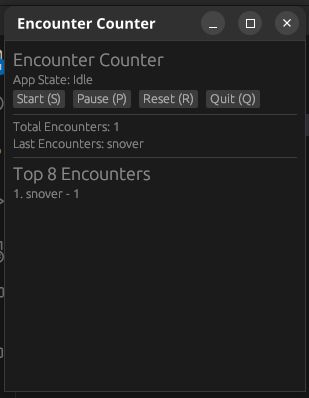 Encounter Counter
Encounter Counter
App State: Idle
Start (S) Pause (P) Reset (R) Quit (Q)
Total Encounters: 1
Last Encounters: snover
Top 8 Encounters
1. snover - 1